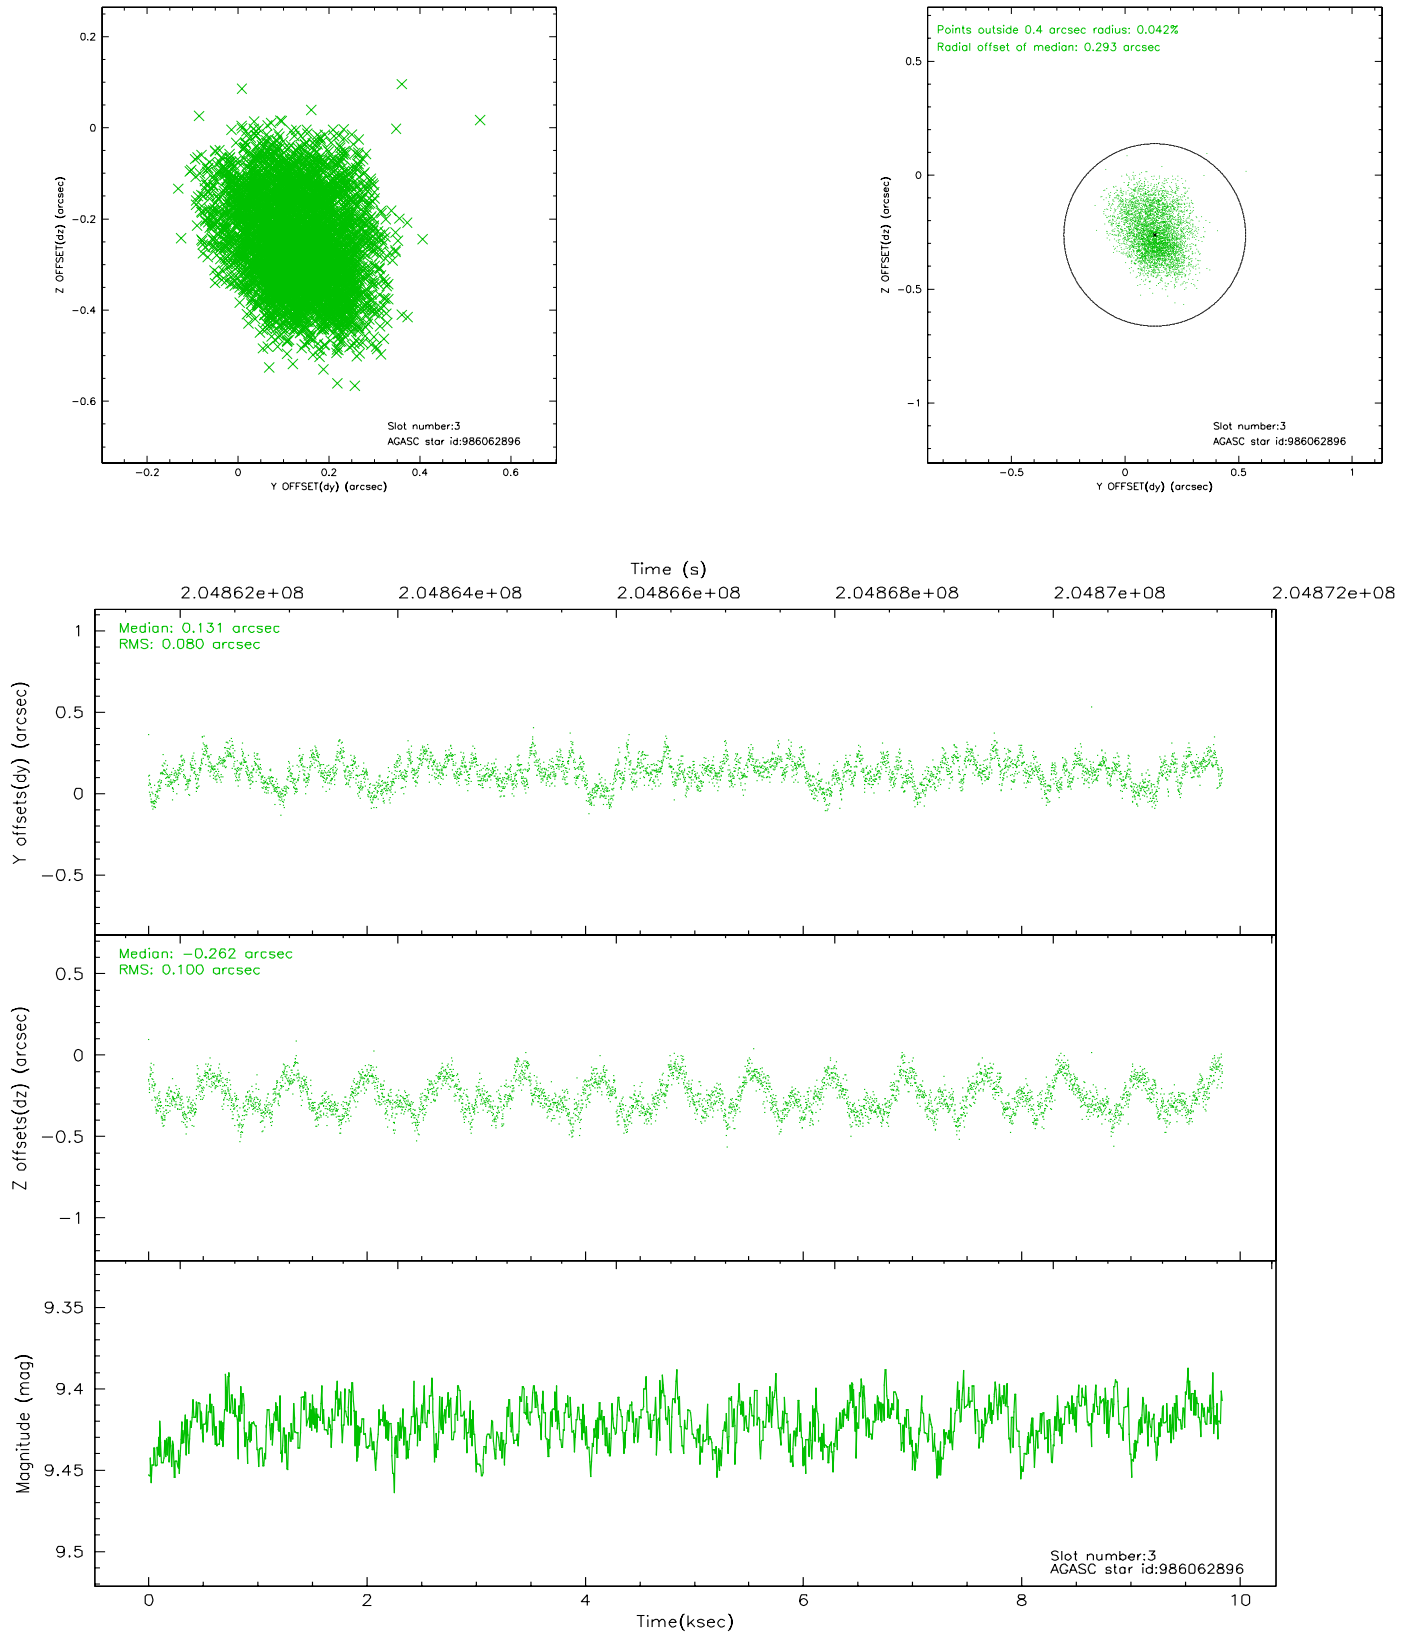 0.2
0
-0.2
-0.4
-0.6
Z OFFSET(dz) (arcsec)
Slot number:3
AGASC star id:986062896
-0.2 0 0.2 0.4 0.6
Y OFFSET(dy) (arcsec)
Points outside 0.4 arcsec radius: 0.042%
Radial offset of median: 0.293 arcsec
0.5
0
-0.5
-1
Z OFFSET(dz) (arcsec)
Slot number:3
AGASC star id:986062896
-0.5 0 0.5 1
Y OFFSET(dy) (arcsec)
Time (s)
2.04862e+08 2.04864e+08 2.04866e+08 2.04868e+08 2.0487e+08 2.04872e+08
Median: 0.131 arcsec
RMS: 0.080 arcsec
1
0.5
0
-0.5
Y offsets(dy) (arcsec)
Median: -0.262 arcsec
RMS: 0.100 arcsec
0.5
0
-0.5
-1
Z offsets(dz) (arcsec)
9.35
9.4
9.45
9.5
Magnitude (mag)
Slot number:3
AGASC star id:986062896
0 2 4 6 8 10
Time(ksec)